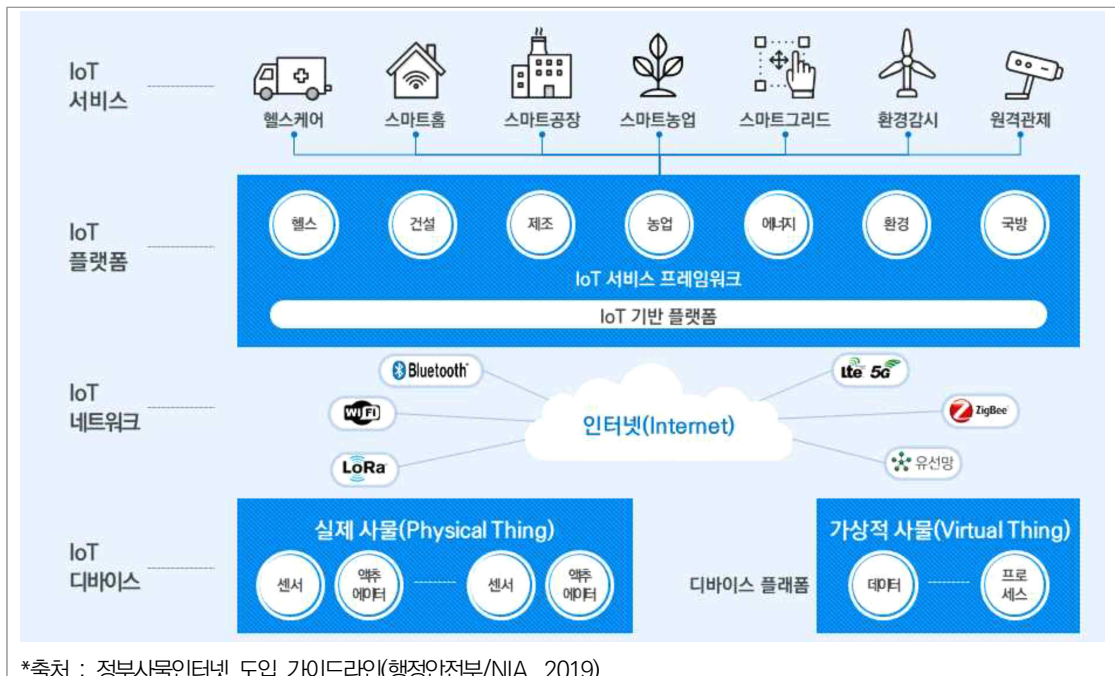 IoT
서비스
헬스케어 스마트홈 스마트공장 스마트농업 스마트그리드 환경감시 원격관제
IoT
플랫폼
헬스 건설 제조 농업 에너지 환경 국방
IoT 서비스 프레임워크
IoT 기반 플랫폼
IoT
네트워크
Bluetooth
Lte 5G
WiFi
ZigBee
인터넷(Internet)
LoRa
유선망
IoT
디바이스
실제 사물(Physical Thing)
센서 액추에이터 센서 액추에이터
디바이스 플래폼
가상적 사물(Virtual Thing)
데이터 프로세스
*출처 : 정부사물인터넷 도입 가이드라인(행정안전부/NIA, 2019)